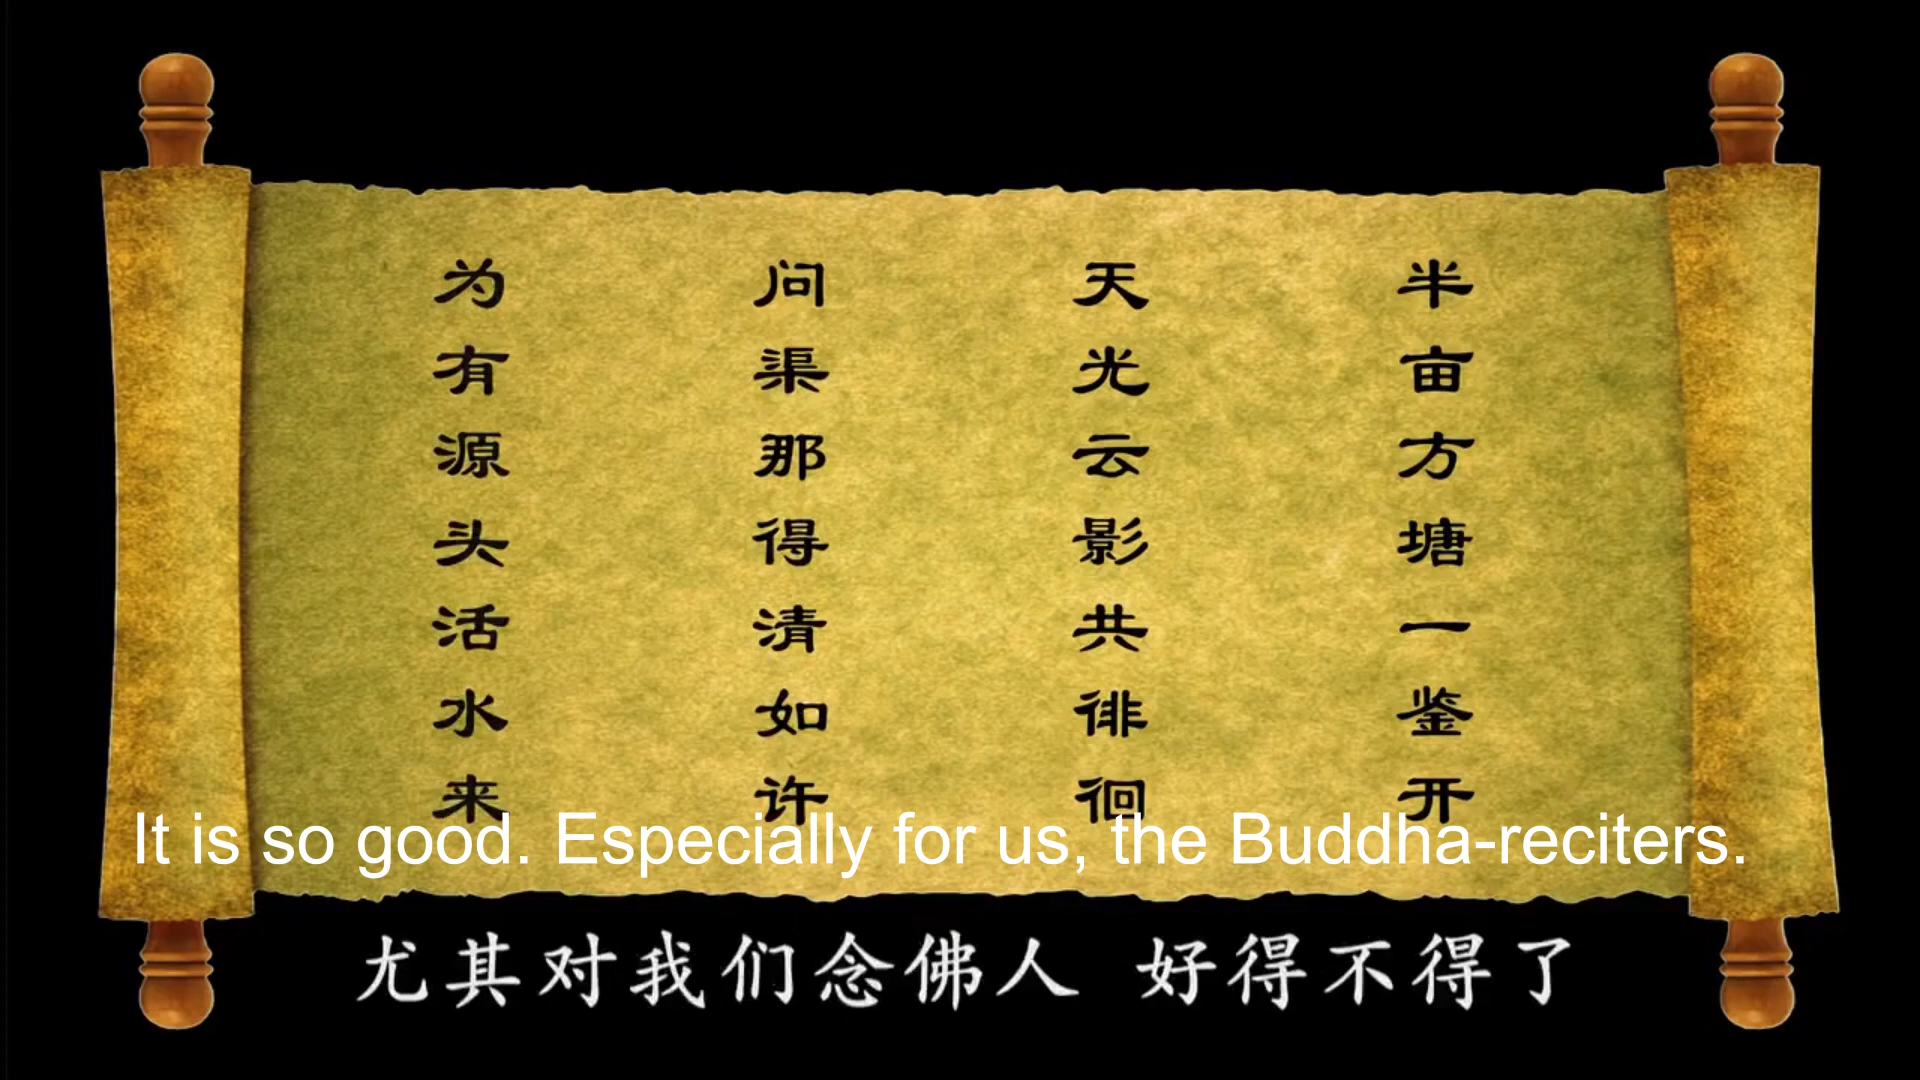 半亩方塘一鉴开
天光云影共徘徊
问渠那得清如许
为有源头活水来
It is so good. Especially for us, the Buddha-reciters.
尤其对我们念佛人 好得不得了